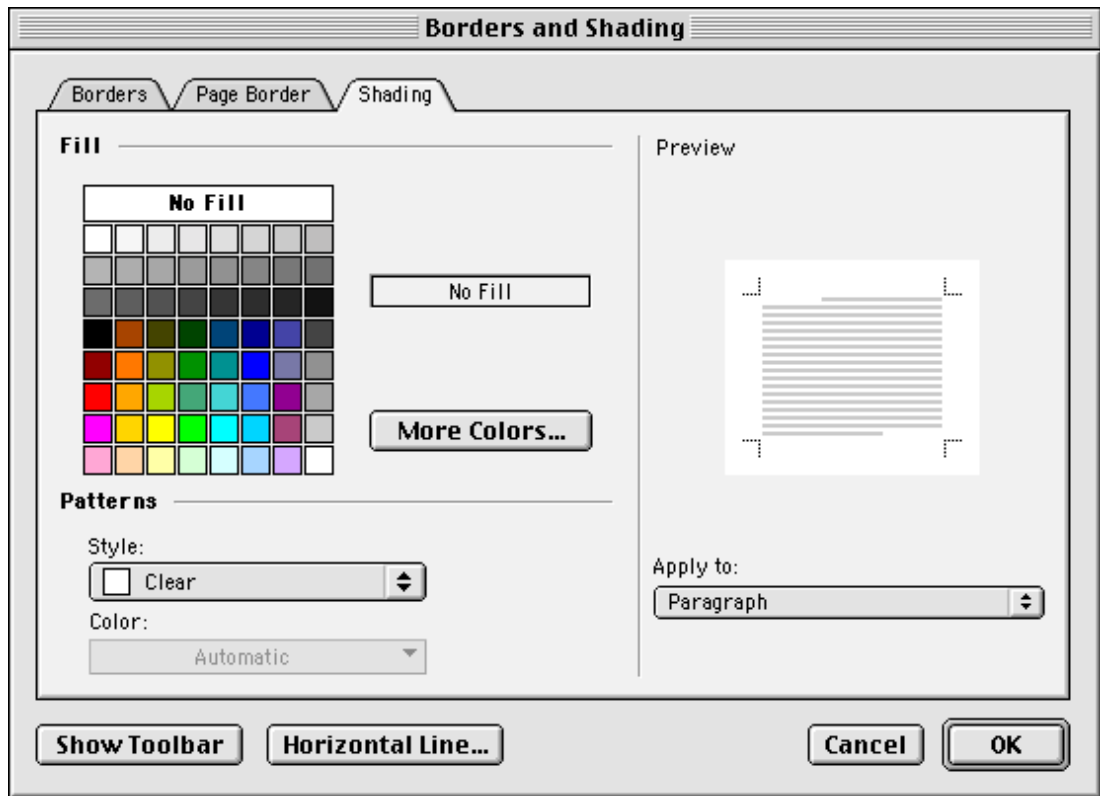 Borders and Shading
Borders Page Border Shading
Fill
No Fill
No Fill
More Colors...
Patterns
Style:
Clear
Color:
Automatic
Preview
Apply to:
Paragraph
Show Toolbar Horizontal Line... Cancel OK